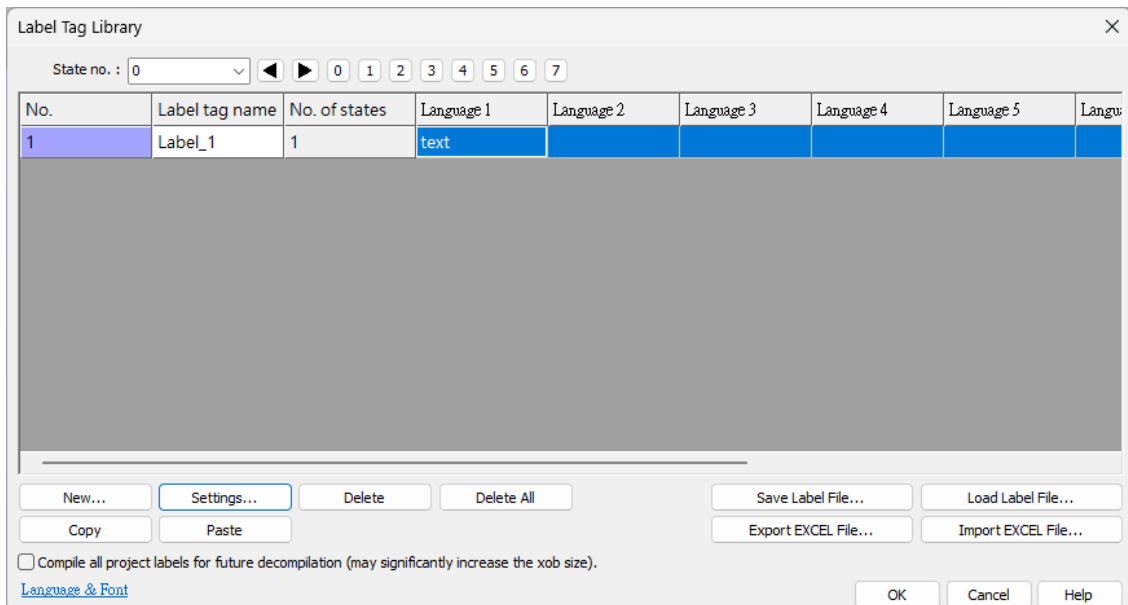 Label Tag Library
State no. : 0 0 1 2 3 4 5 6 7
No. Label tag name No. of states Language 1 Language 2 Language 3 Language 4 Language 5
1 Label_1 1 text
New... Settings... Delete Delete All Save Label File... Load Label File...
Copy Paste Export EXCEL File... Import EXCEL File...
Compile all project labels for future decompilation (may significantly increase the xob size).
Language & Font
OK Cancel Help